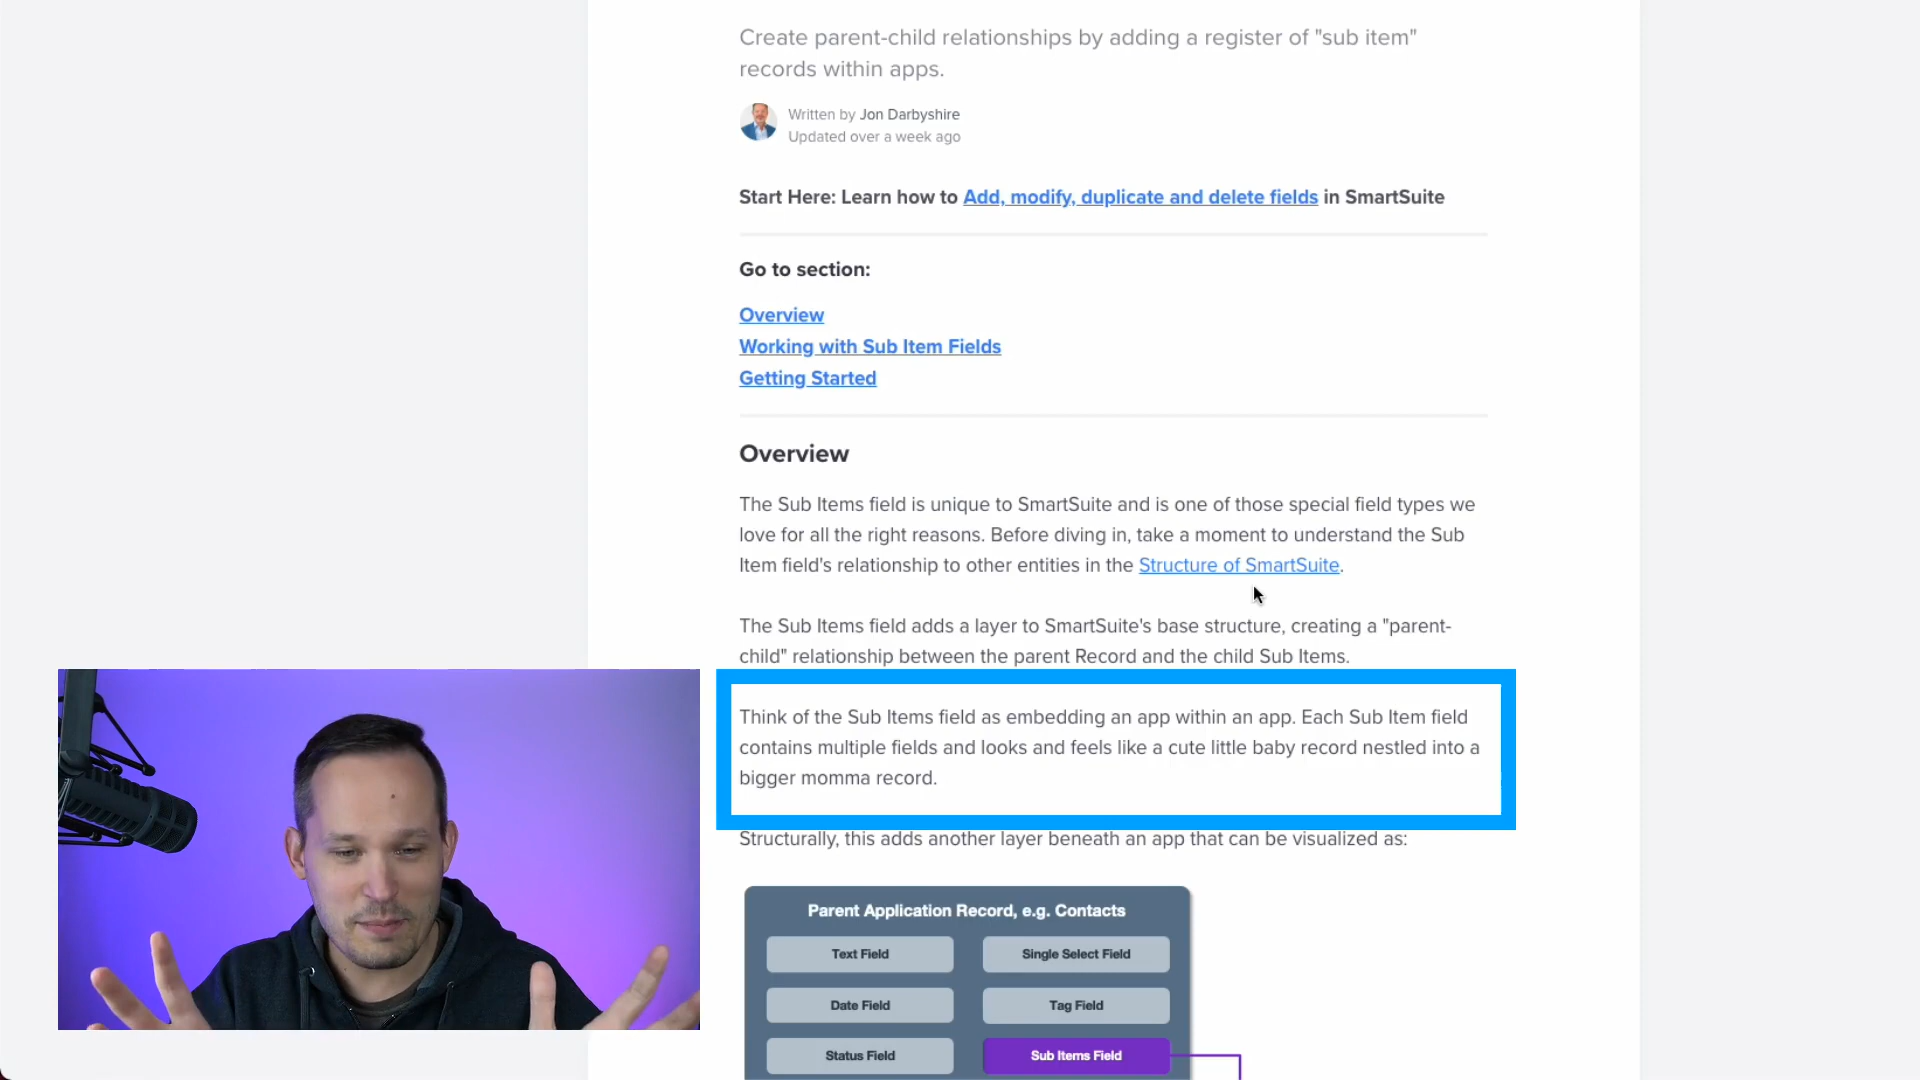 Create parent-child relationships by adding a register of "sub item"
records within apps.
Written by Jon Darbyshire
Updated over a week ago
Start Here: Learn how to Add, modify, duplicate and delete fields in SmartSuite
Go to section:
Overview
Working with Sub Item Fields
Getting Started
Overview
The Sub Items field is unique to SmartSuite and is one of those special field types we
love for all the right reasons. Before diving in, take a moment to understand the Sub
Item field's relationship to other entities in the Structure of SmartSuite.
The Sub Items field adds a layer to SmartSuite's base structure, creating a "parent-
child" relationship between the parent Record and the child Sub Items.
Think of the Sub Items field as embedding an app within an app. Each Sub Item field
contains multiple fields and looks and feels like a cute little baby record nestled into a
bigger momma record.
Structurally, this adds another layer beneath an app that can be visualized as:
Parent Application Record, e.g. Contacts
Text Field
Single Select Field
Date Field
Tag Field
Status Field
Sub Items Field